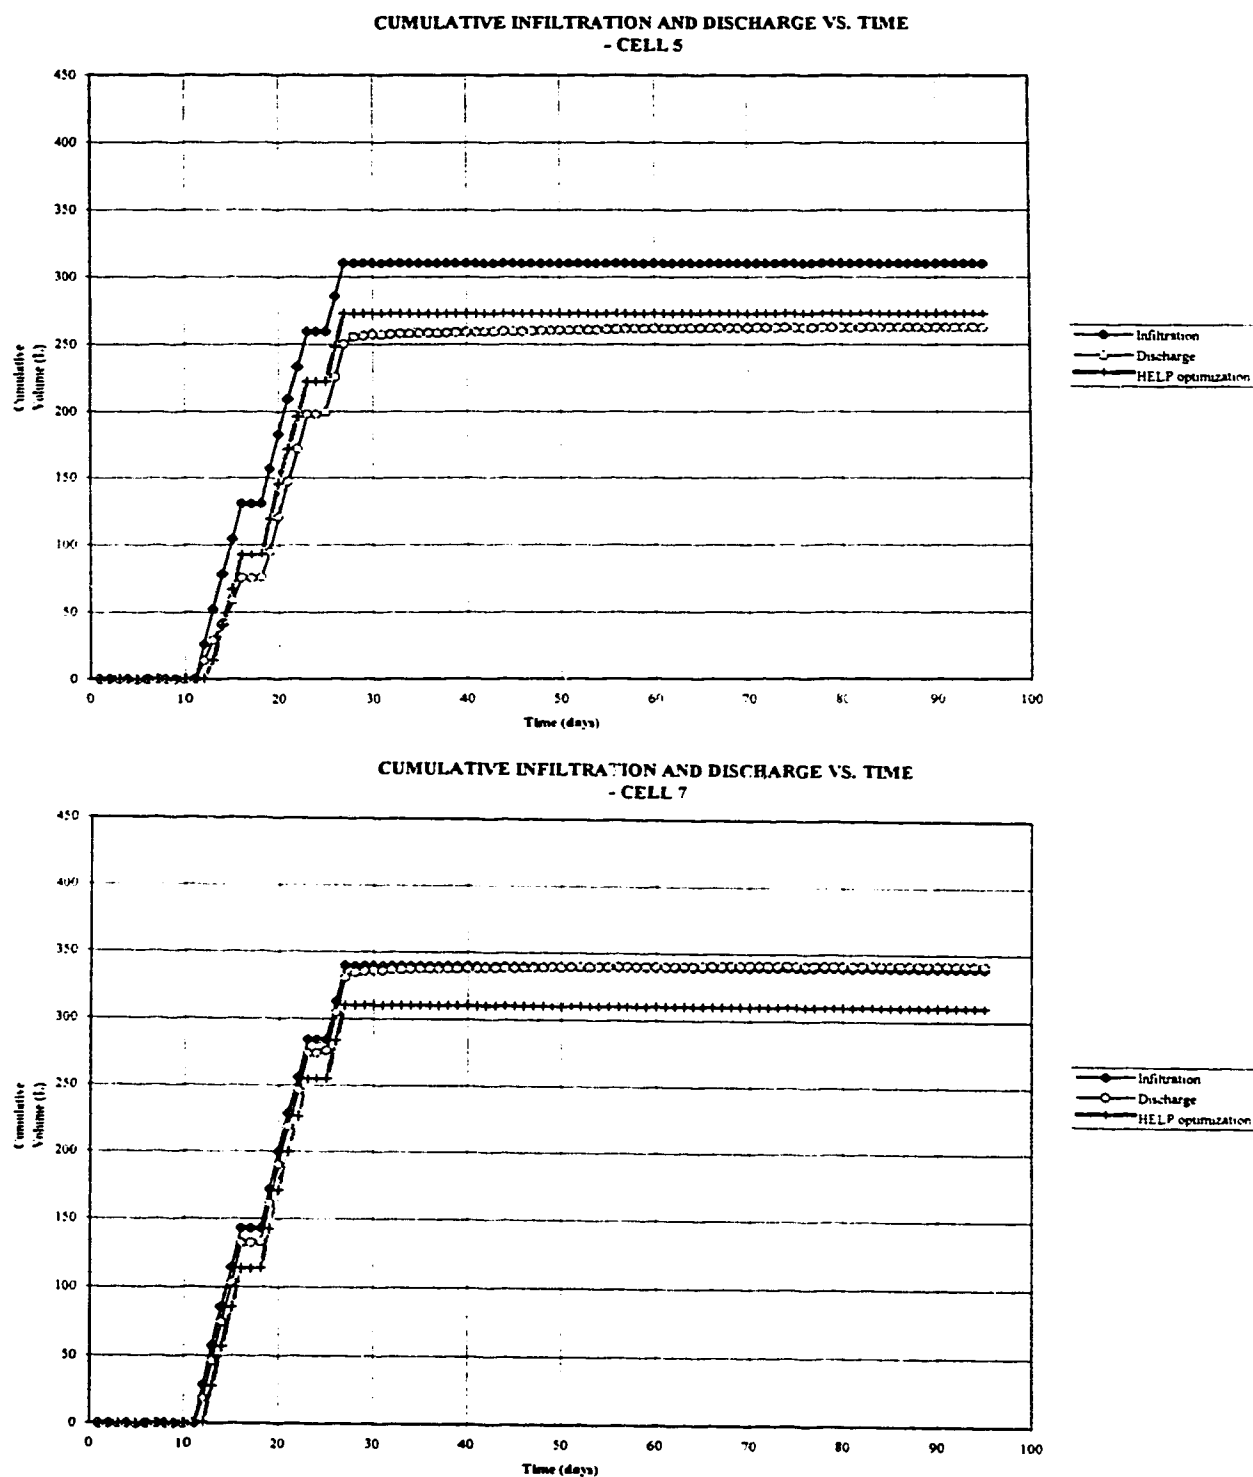 CUMULATIVE INFILTRATION AND DISCHARGE VS. TIME
- CELL 5
450
400
350
300
250
200
150
100
50
0
Cumulative
Volume (L)
0 10 20 30 40 50 60 70 80 90 100
Time (days)
Infiltration
Discharge
HELP optimization
CUMULATIVE INFILTRATION AND DISCHARGE VS. TIME
- CELL 7
450
400
350
300
250
200
150
100
50
0
Cumulative
Volume (L)
0 10 20 30 40 50 60 70 80 90 100
Time (days)
Infiltration
Discharge
HELP optimization